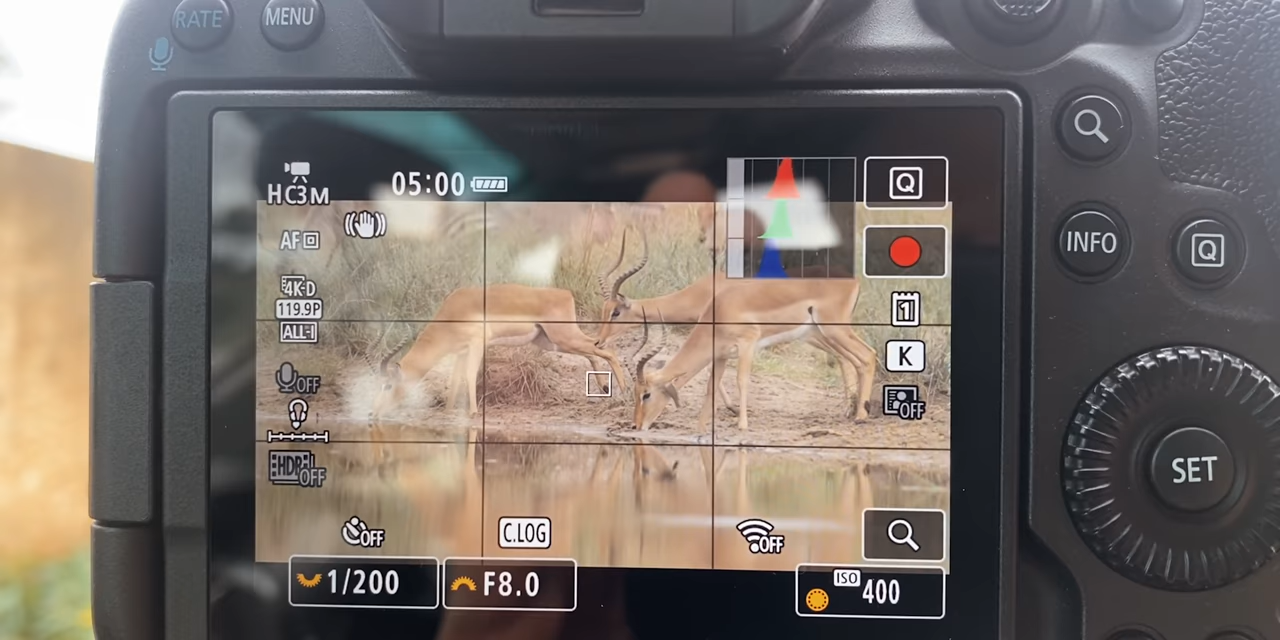 RATE
MENU
HC3M
05:00
AF
4K D
119.9P
ALL-I
OFF
HDR OFF
OFF
C.LOG
OFF
1/200
F8.0
ISO 400
Q
1
K
OFF
INFO
Q
SET